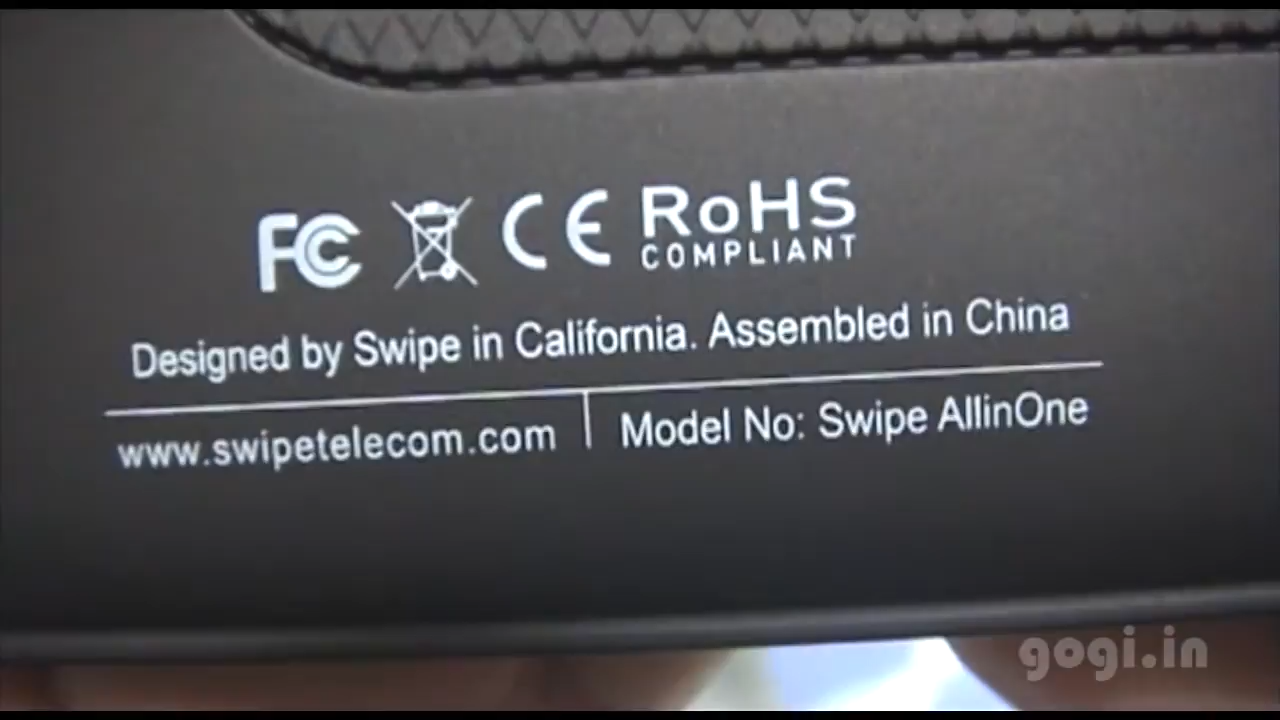 FC CE RoHS
COMPLIANT
Designed by Swipe in California. Assembled in China
www.swipetelecom.com | Model No: Swipe AllinOne
gogi.in